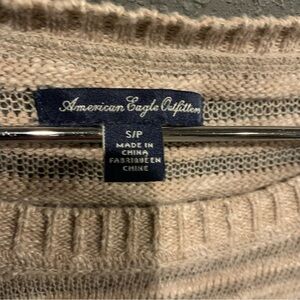 American Eagle Outfitters
S/P
MADE IN
CHINA
FABRIQUE EN
CHINE